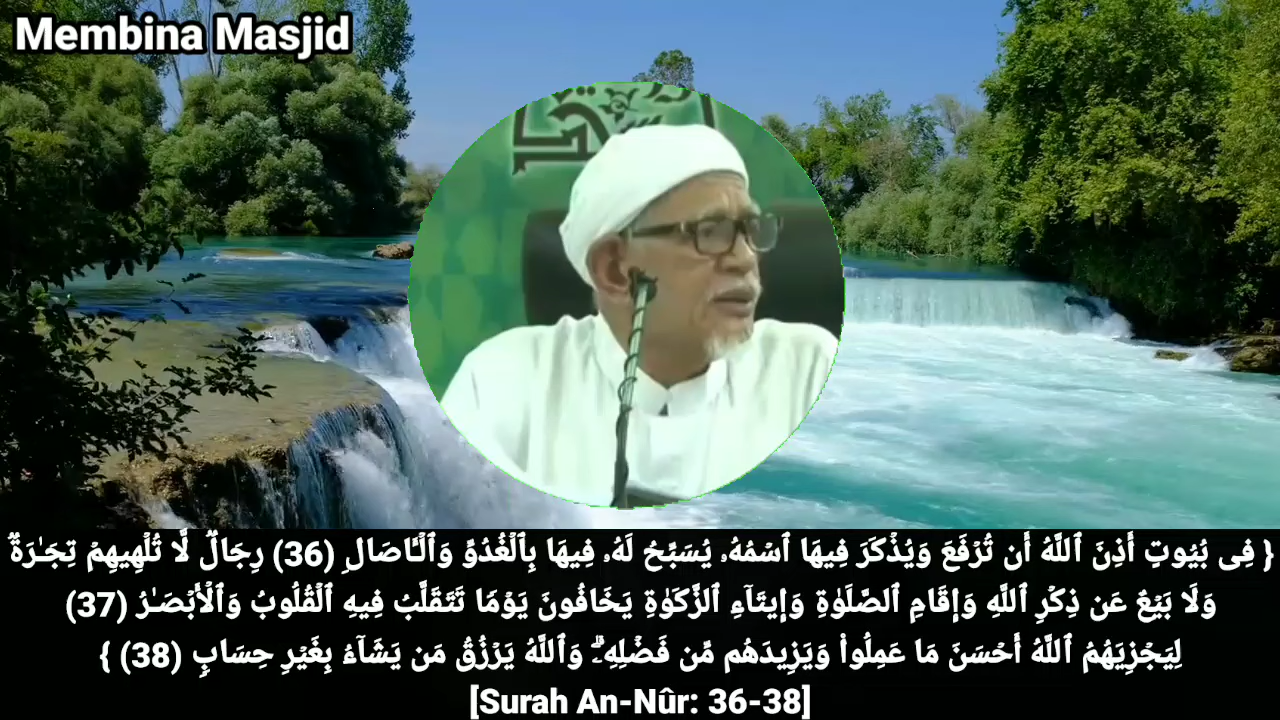 Membina Masjid
{ فِى بُيُوتٍ أَذِنَ ٱللَّهُ أَن تُرْفَعَ وَيُذْكَرَ فِيهَا ٱسْمُهُۥ يُسَبِّحُ لَهُۥ فِيهَا بِٱلْغُدُوِّ وَٱلْـَٔاصَالِ (36) رِجَالٌ لَّا تُلْهِيهِمْ تِجَـٰرَةٌ
وَلَا بَيْعٌ عَن ذِكْرِ ٱللَّهِ وَإِقَامِ ٱلصَّلَوٰةِ وَإِيتَآءِ ٱلزَّكَوٰةِ يَخَافُونَ يَوْمًا تَتَقَلَّبُ فِيهِ ٱلْقُلُوبُ وَٱلْأَبْصَـٰرُ (37)
لِيَجْزِيَهُمُ ٱللَّهُ أَحْسَنَ مَا عَمِلُوا۟ وَيَزِيدَهُم مِّن فَضْلِهِۦۗ وَٱللَّهُ يَرْزُقُ مَن يَشَآءُ بِغَيْرِ حِسَابٍ (38) }
[Surah An-Nûr: 36-38]